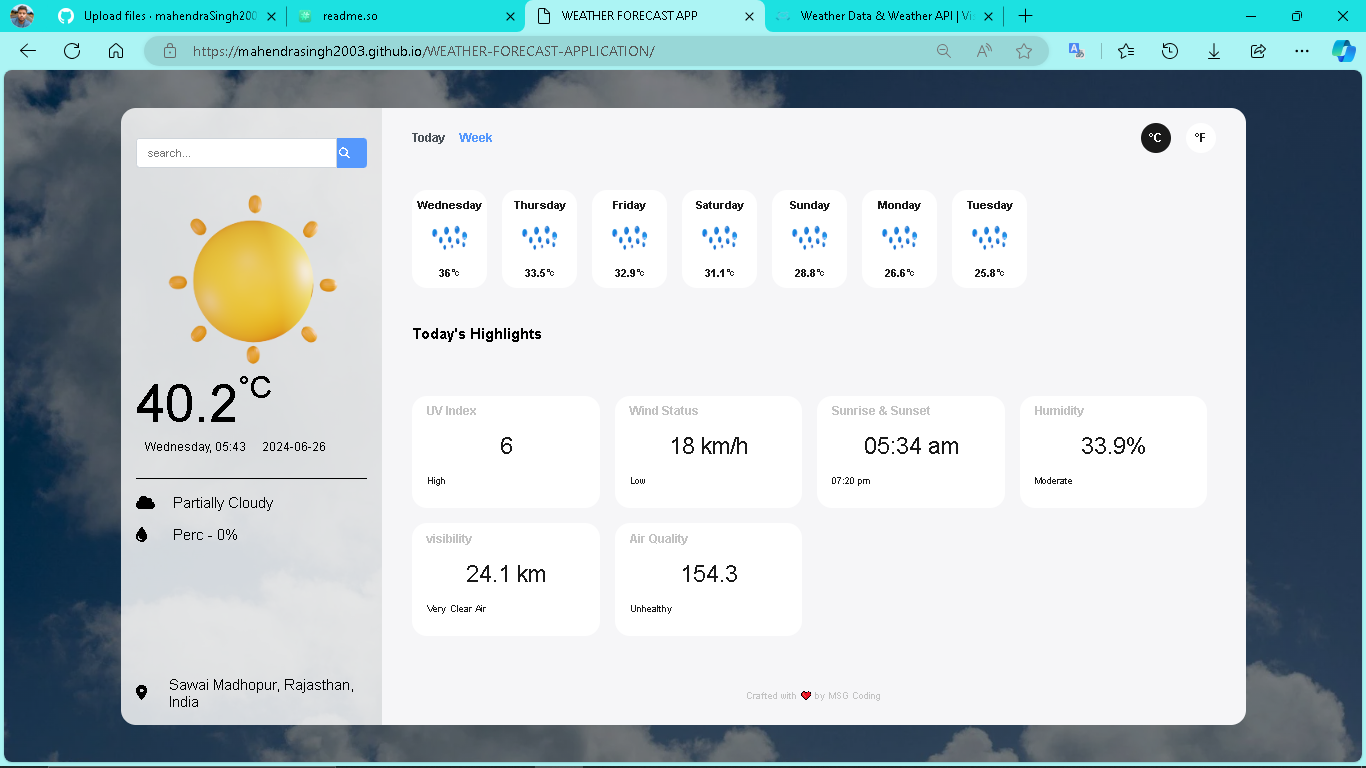 Upload files · mahendraSingh200
readme.so
WEATHER FORECAST APP
Weather Data & Weather API | Vis
https://mahendrasingh2003.github.io/WEATHER-FORECAST-APPLICATION/
search...
40.2°C
Wednesday, 05:43 2024-06-26
Partially Cloudy
Perc - 0%
Sawai Madhopur, Rajasthan,
India
Today Week
°C °F
Wednesday Thursday Friday Saturday Sunday Monday Tuesday
36°C 33.5°C 32.9°C 31.1°C 28.8°C 26.6°C 25.8°C
Today's Highlights
UV Index
6
High
Wind Status
18 km/h
Low
Sunrise & Sunset
05:34 am
07:20 pm
Humidity
33.9%
Moderate
visibility
24.1 km
Very Clear Air
Air Quality
154.3
Unhealthy
Crafted with ❤ by MSG Coding